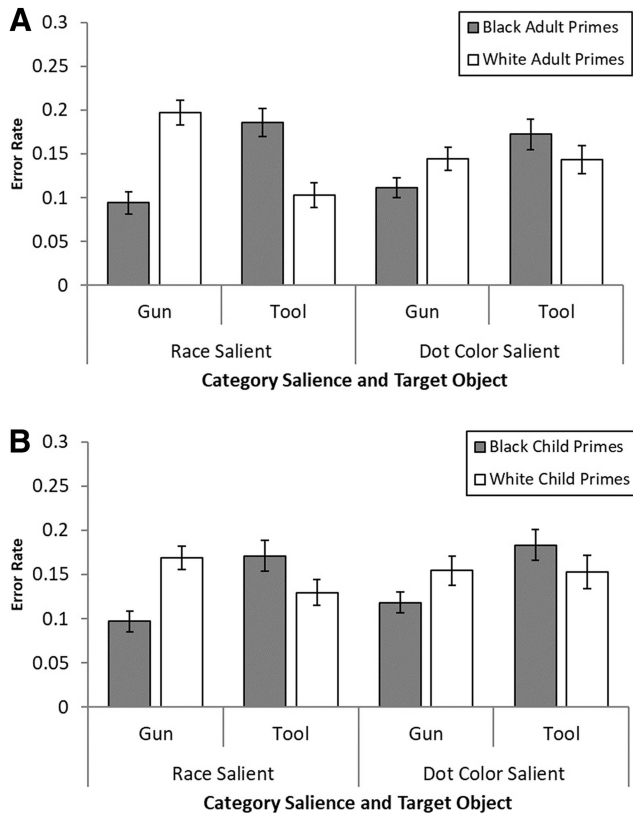 A
0.3
0.25
0.2
0.15
0.1
0.05
0
Error Rate
Black Adult Primes
White Adult Primes
Gun Tool Gun Tool
Race Salient Dot Color Salient
Category Salience and Target Object
B
0.3
0.25
0.2
0.15
0.1
0.05
0
Error Rate
Black Child Primes
White Child Primes
Gun Tool Gun Tool
Race Salient Dot Color Salient
Category Salience and Target Object